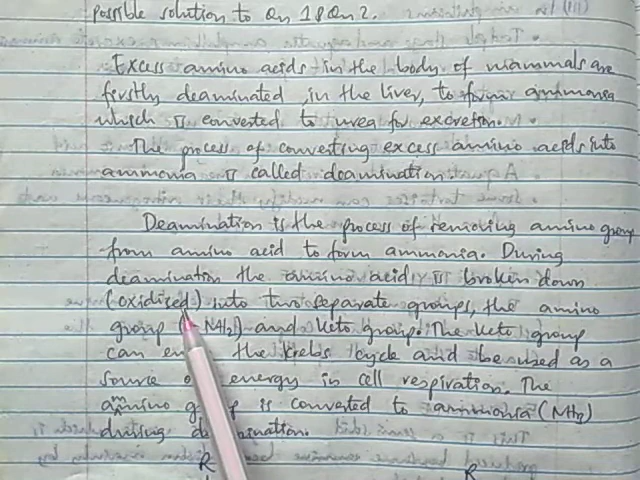 possible solution to Qn 1 & Qn 2.
Excess amino acids in the body of mammals are
firstly deaminated, in the liver, to form ammonia
which is converted to urea for excretion.
The process of converting excess amino acids into
ammonia is called deamination.
Deamination is the process of removing amino group
from amino acid to form ammonia. During
deamination the amino acid is broken down
(oxidized) into two separate groups, the amino
group ( NH2) and keto group. The keto group
can the krebs cycle and be used as a
source energy in cell respiration. The
amino is converted to ammonia (NH3)
during
R
R